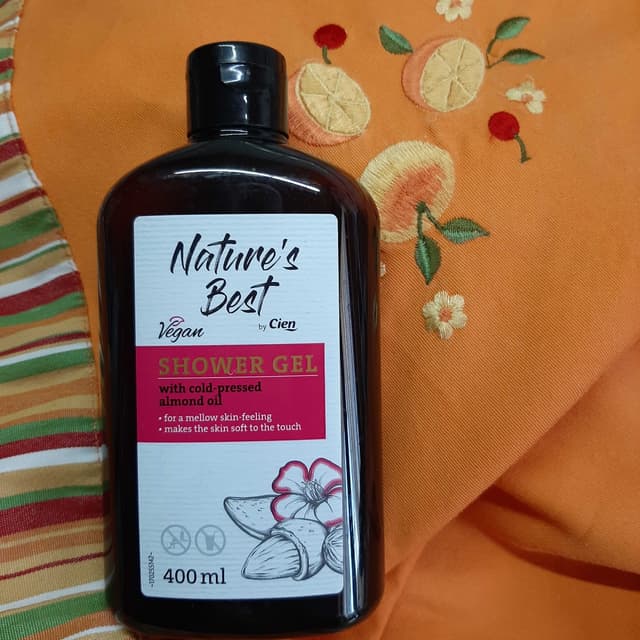 Nature's
Best
Vegan
by Cien
SHOWER GEL
with cold-pressed
almond oil
• for a mellow skin-feeling
• makes the skin soft to the touch
400 ml